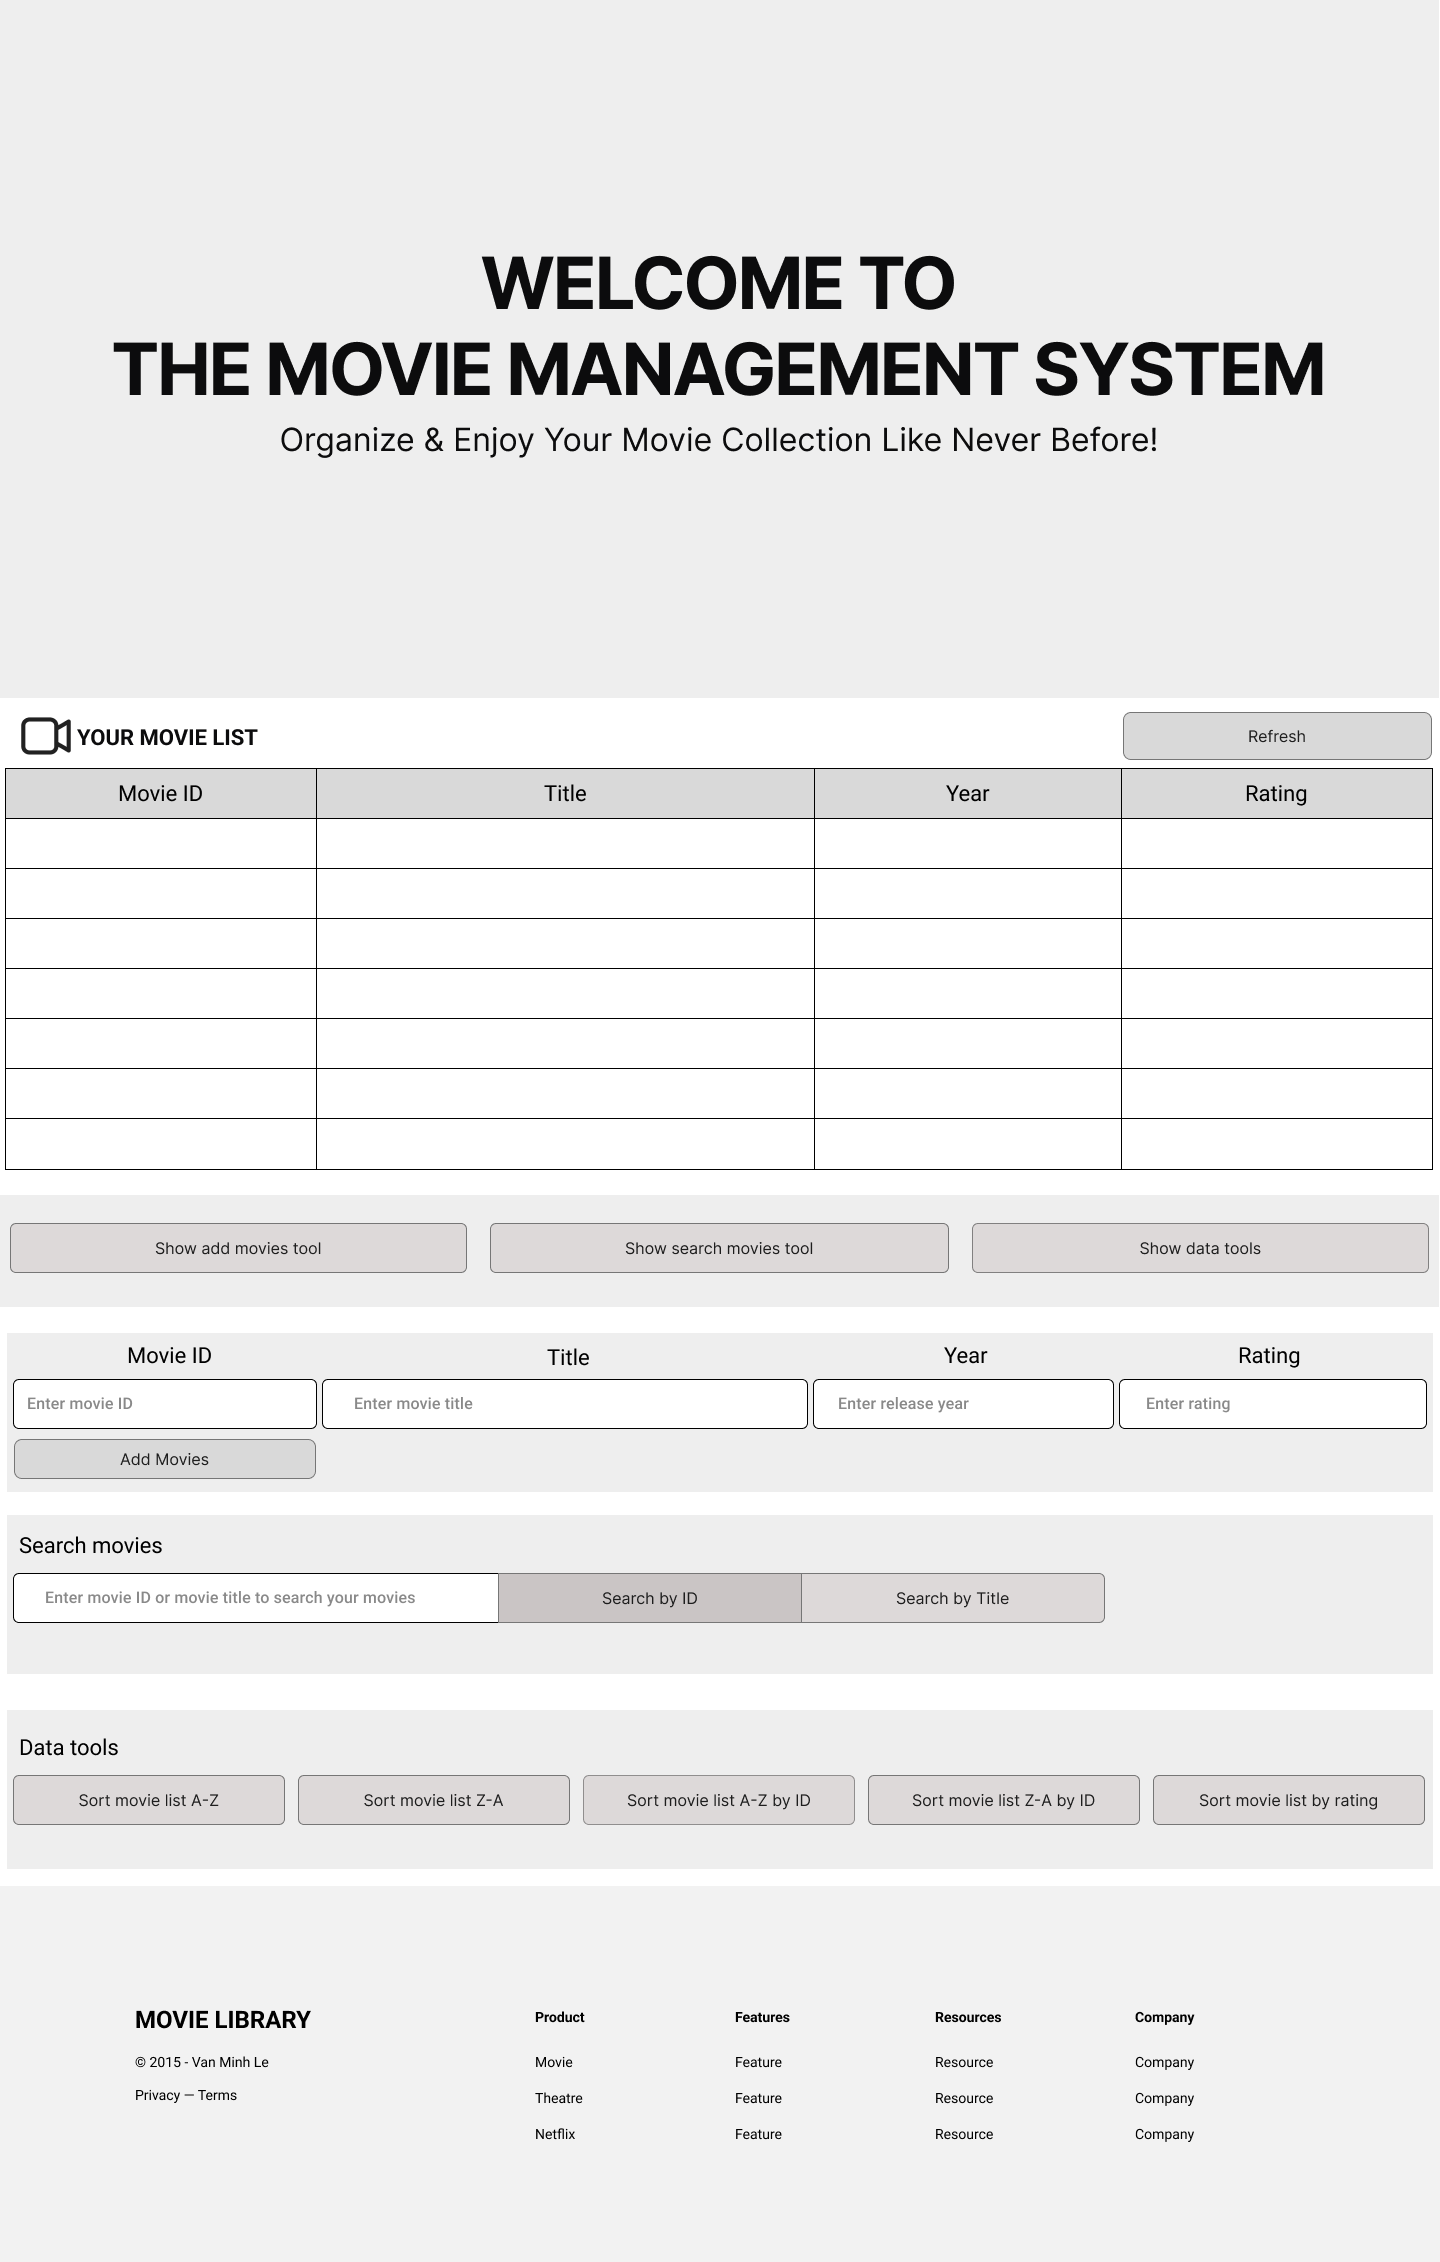 WELCOME TO
THE MOVIE MANAGEMENT SYSTEM
Organize & Enjoy Your Movie Collection Like Never Before!
YOUR MOVIE LIST
Refresh
Movie ID Title Year Rating
Show add movies tool Show search movies tool Show data tools
Movie ID Title Year Rating
Enter movie ID Enter movie title Enter release year Enter rating
Add Movies
Search movies
Enter movie ID or movie title to search your movies Search by ID Search by Title
Data tools
Sort movie list A-Z Sort movie list Z-A Sort movie list A-Z by ID Sort movie list Z-A by ID Sort movie list by rating
MOVIE LIBRARY
© 2015 - Van Minh Le
Privacy — Terms
Product
Movie
Theatre
Netflix
Features
Feature
Feature
Feature
Resources
Resource
Resource
Resource
Company
Company
Company
Company